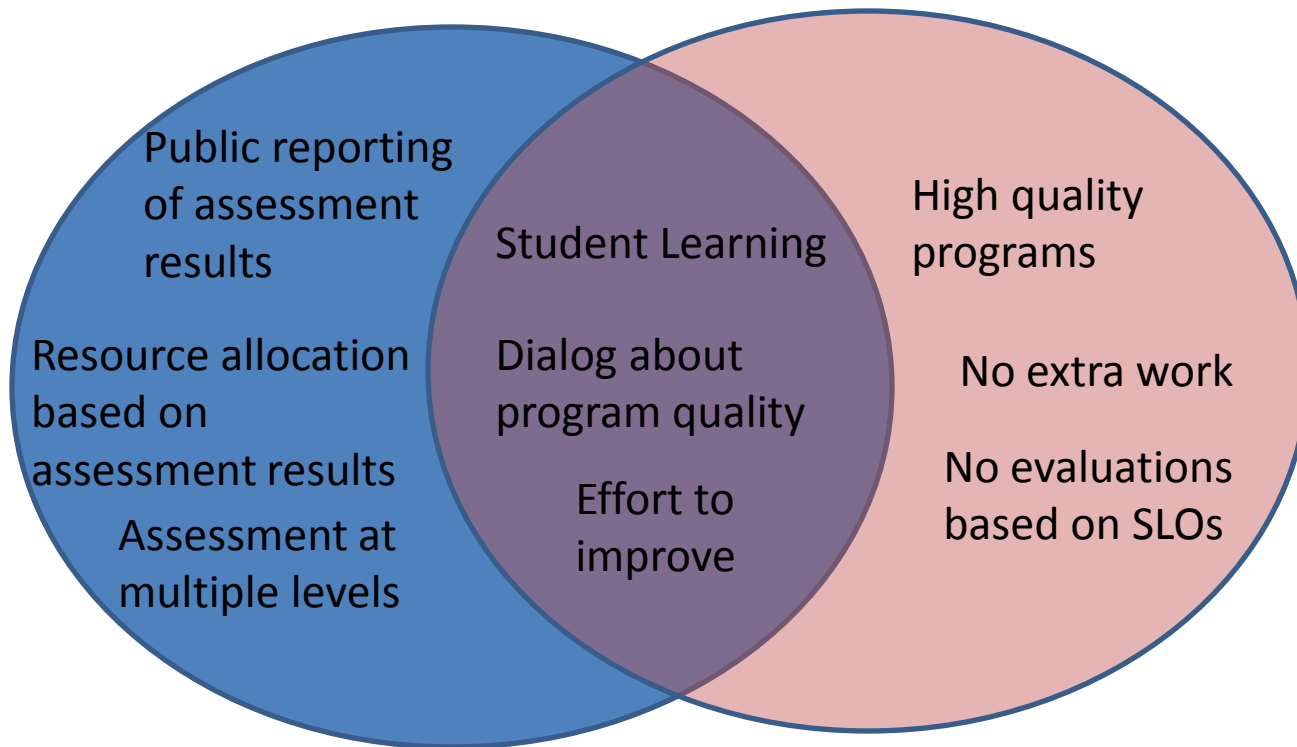 Public reporting
of assessment
results
Resource allocation
based on
assessment results
Assessment at
multiple levels
Student Learning
Dialog about
program quality
Effort to
improve
High quality
programs
No extra work
No evaluations
based on SLOs